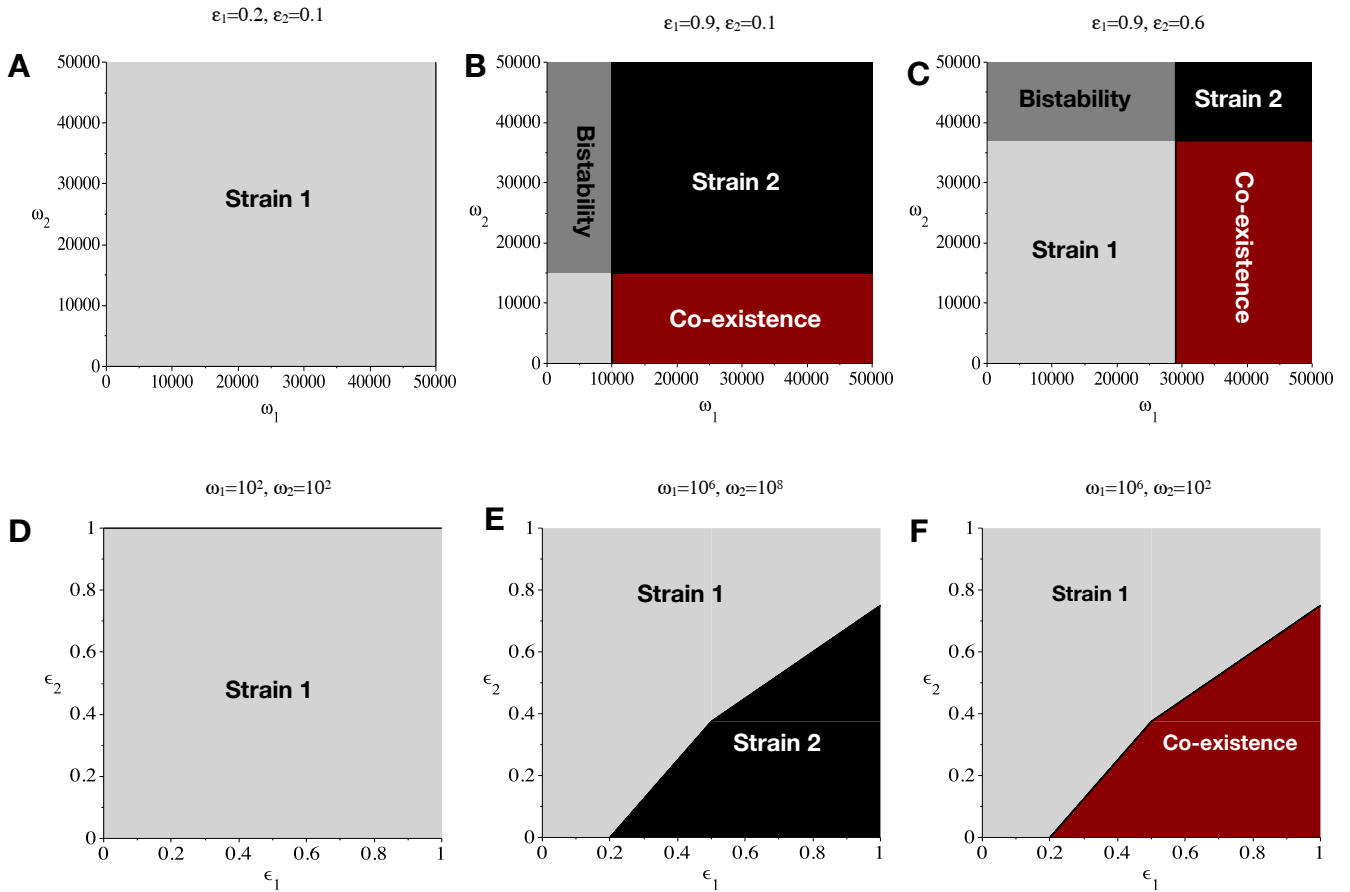 ε₁=0.2, ε₂=0.1
A
50000
40000
30000
20000
10000
0
ω₂
Strain 1
0 10000 20000 30000 40000 50000
ω₁
ε₁=0.9, ε₂=0.1
B
50000
40000
30000
20000
10000
0
ω₂
Bistability
Strain 2
Co-existence
0 10000 20000 30000 40000 50000
ω₁
ε₁=0.9, ε₂=0.6
C
50000
40000
30000
20000
10000
0
ω₂
Bistability
Strain 2
Strain 1
Co-existence
0 10000 20000 30000 40000 50000
ω₁
ω₁=10², ω₂=10²
D
1
0.8
0.6
0.4
0.2
0
ϵ₂
Strain 1
0 0.2 0.4 0.6 0.8 1
ϵ₁
ω₁=10⁶, ω₂=10⁸
E
1
0.8
0.6
0.4
0.2
0
ϵ₂
Strain 1
Strain 2
0 0.2 0.4 0.6 0.8 1
ϵ₁
ω₁=10⁶, ω₂=10²
F
1
0.8
0.6
0.4
0.2
0
ϵ₂
Strain 1
Co-existence
0 0.2 0.4 0.6 0.8 1
ϵ₁